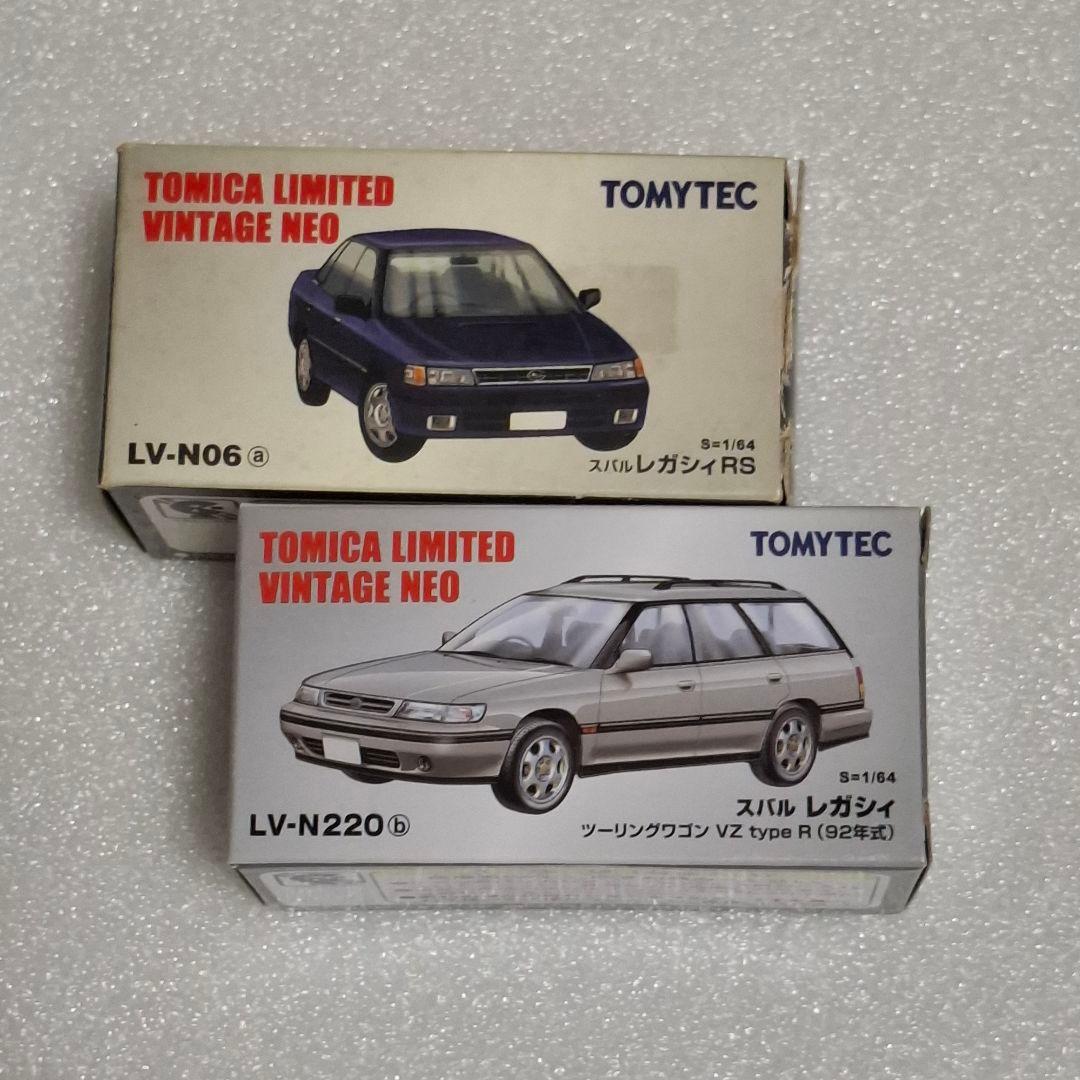 TOMICA LIMITED
VINTAGE NEO
TOMYTEC
LV-N06 ⓐ
S=1/64
スバル レガシィRS
TOMICA LIMITED
VINTAGE NEO
TOMYTEC
LV-N220 ⓑ
S=1/64
スバル レガシィ
ツーリングワゴン VZ type R (92年式)